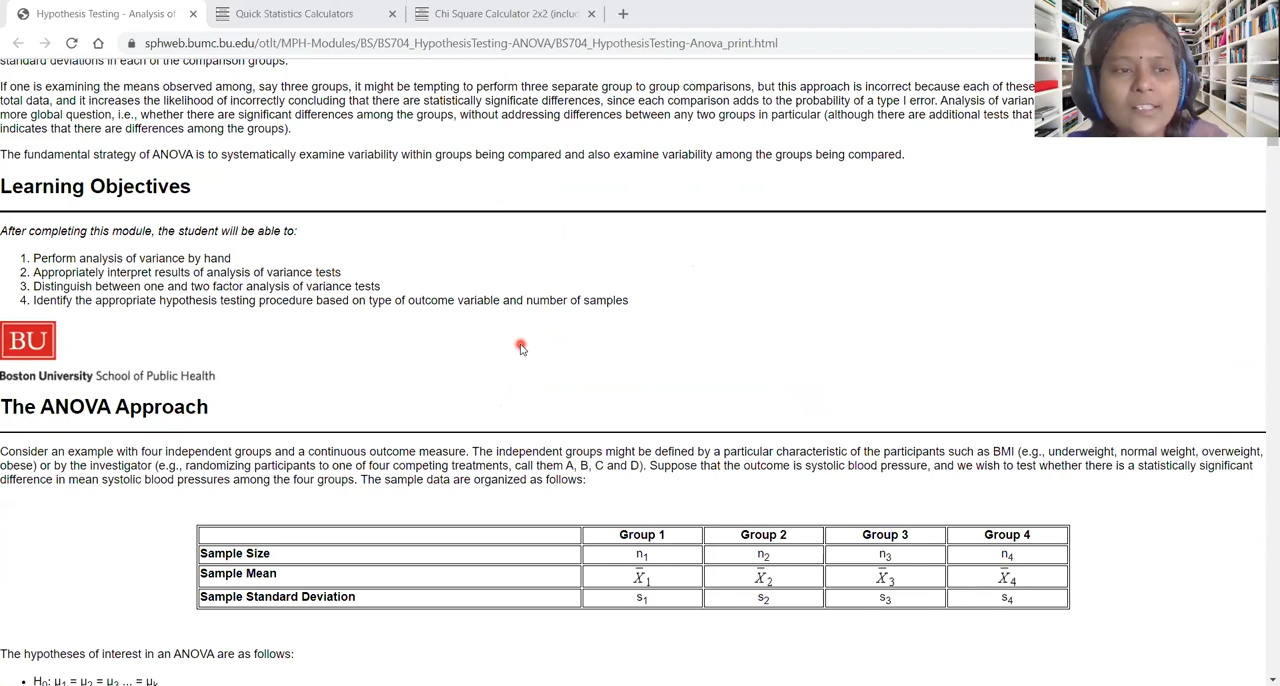 Hypothesis Testing - Analysis of
Quick Statistics Calculators
Chi Square Calculator 2x2 (inclu
sphweb.bumc.bu.edu/otlt/MPH-Modules/BS/BS704_HypothesisTesting-ANOVA/BS704_HypothesisTesting-Anova_print.html
standard deviations in each of the comparison groups.
If one is examining the means observed among, say three groups, it might be tempting to perform three separate group to group comparisons, but this approach is incorrect because each of these
total data, and it increases the likelihood of incorrectly concluding that there are statistically significate differences, since each comparison adds to the probability of a type I error. Analysis of varian
more global question, i.e., whether there are significant differences among the groups, without addressing differences between any two groups in particular (although there are additional tests that
indicates that there are differences among the groups).
The fundamental strategy of ANOVA is to systematically examine variability within groups being compared and also examine variability among the groups being compared.
Learning Objectives
After completing this module, the student will be able to:
1. Perform analysis of variance by hand
2. Appropriately interpret results of analysis of variance tests
3. Distinguish between one and two factor analysis of variance tests
4. Identify the appropriate hypothesis testing procedure based on type of outcome variable and number of samples
BU
Boston University School of Public Health
The ANOVA Approach
Consider an example with four independent groups and a continuous outcome measure. The independent groups might be defined by a particular characteristic of the participants such as BMI (e.g., underweight, normal weight, overweight,
obese) or by the investigator (e.g., randomizing participants to one of four competing treatments, call them A, B, C and D). Suppose that the outcome is systolic blood pressure, and we wish to test whether there is a statistically significant
difference in mean systolic blood pressures among the four groups. The sample data are organized as follows:
Group 1 Group 2 Group 3 Group 4
Sample Size n₁ n₂ n₃ n₄
Sample Mean X̄₁ X̄₂ X̄₃ X̄₄
Sample Standard Deviation s₁ s₂ s₃ s₄
The hypotheses of interest in an ANOVA are as follows:
• H₀: μ₁ = μ₂ = μ₃ ... = μₖ